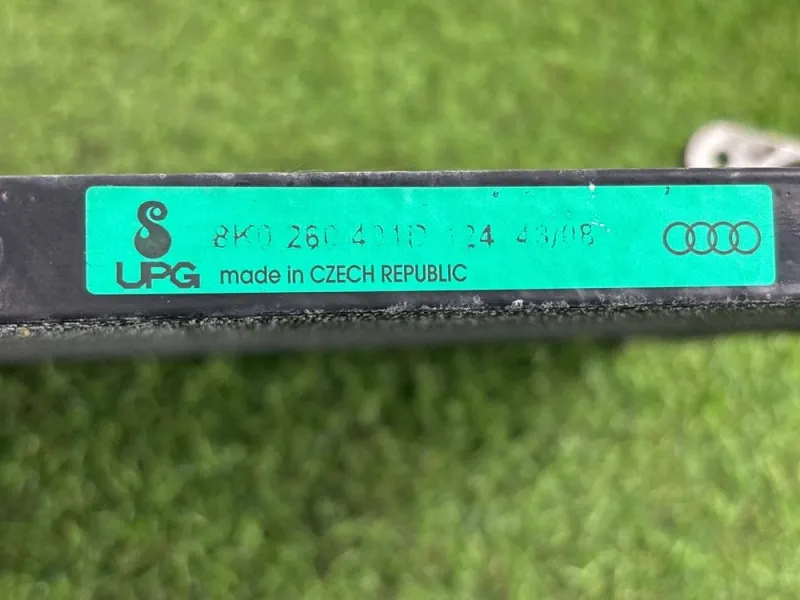 8K0 260 401D 124 43/08
UPG made in CZECH REPUBLIC